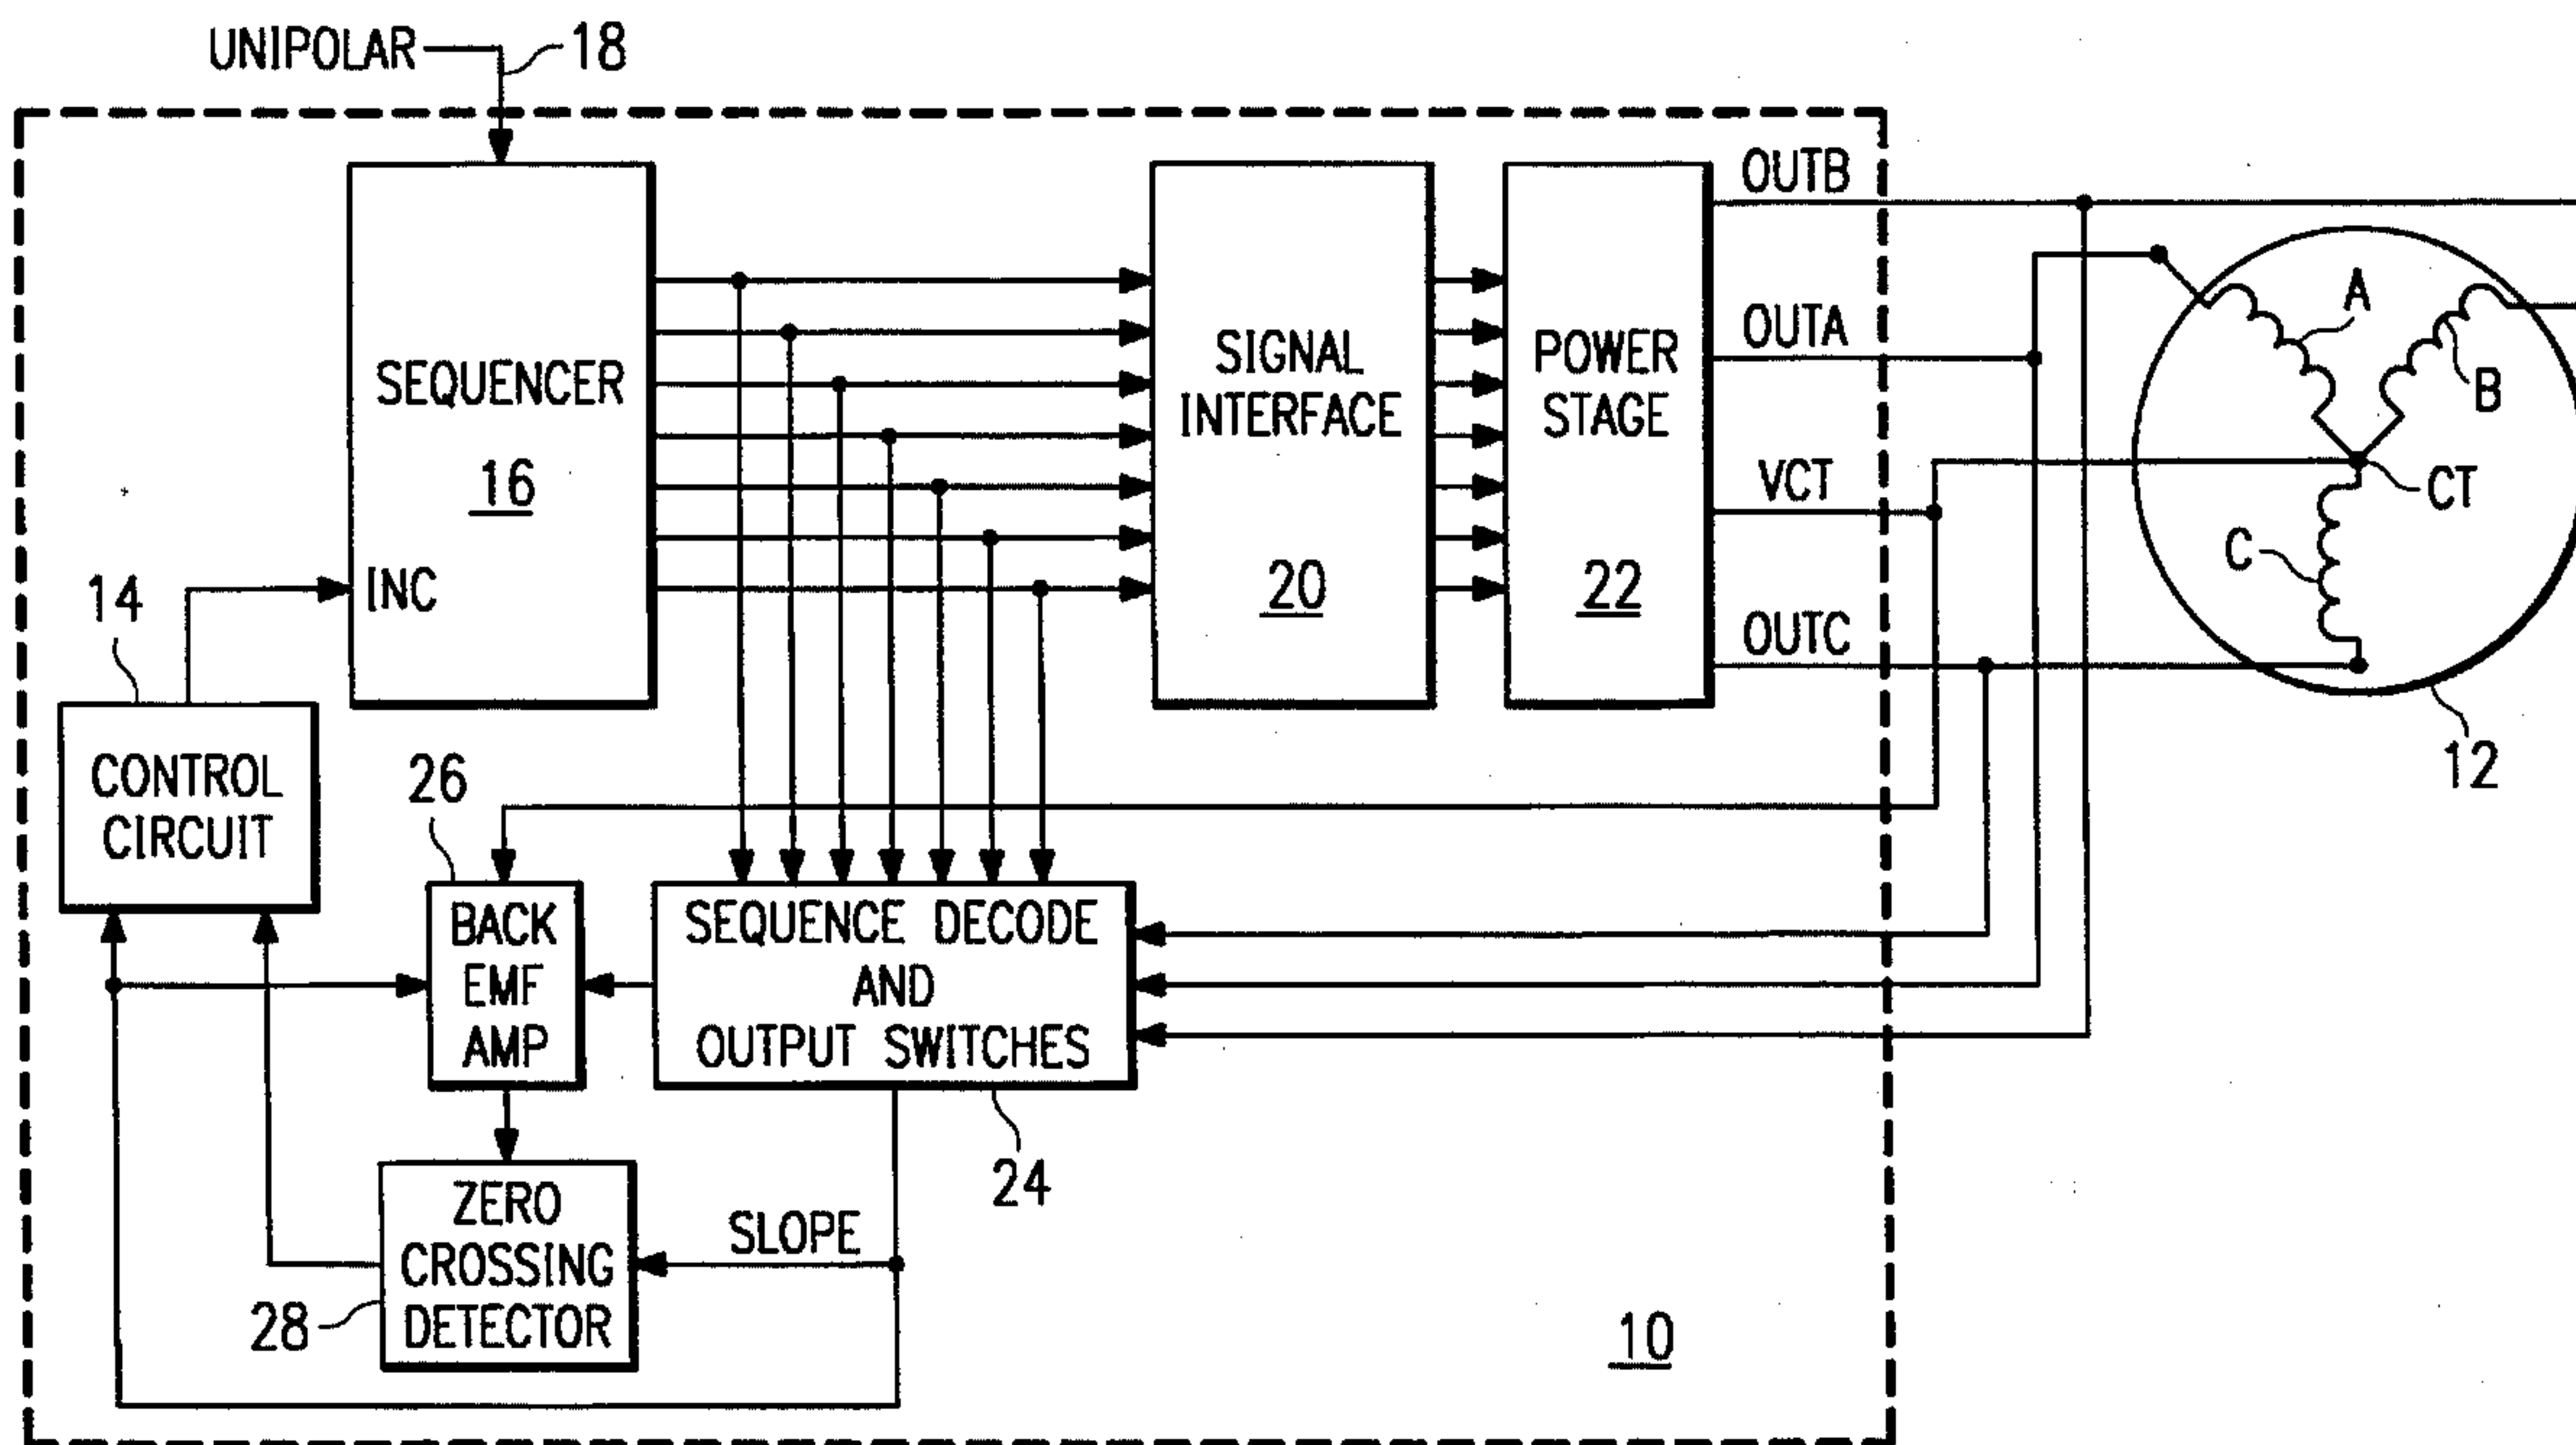 UNIPOLAR
18
OUTB
SEQUENCER
16
INC
SIGNAL
INTERFACE
20
POWER
STAGE
22
OUTA
VCT
OUTC
A
B
CT
C
12
14
CONTROL
CIRCUIT
26
BACK
EMF
AMP
SEQUENCE DECODE
AND
OUTPUT SWITCHES
24
ZERO
CROSSING
DETECTOR
28
SLOPE
10